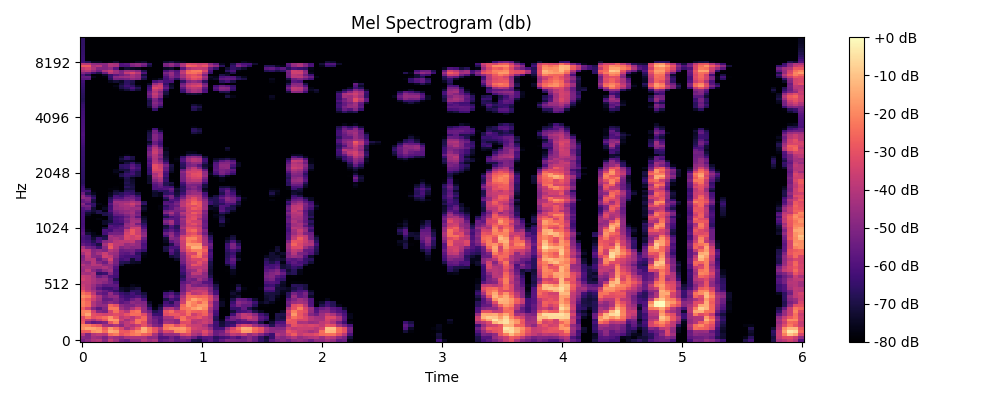 Mel Spectrogram (db)
8192
4096
2048
1024
512
0
Hz
0 1 2 3 4 5 6
Time
+0 dB
-10 dB
-20 dB
-30 dB
-40 dB
-50 dB
-60 dB
-70 dB
-80 dB